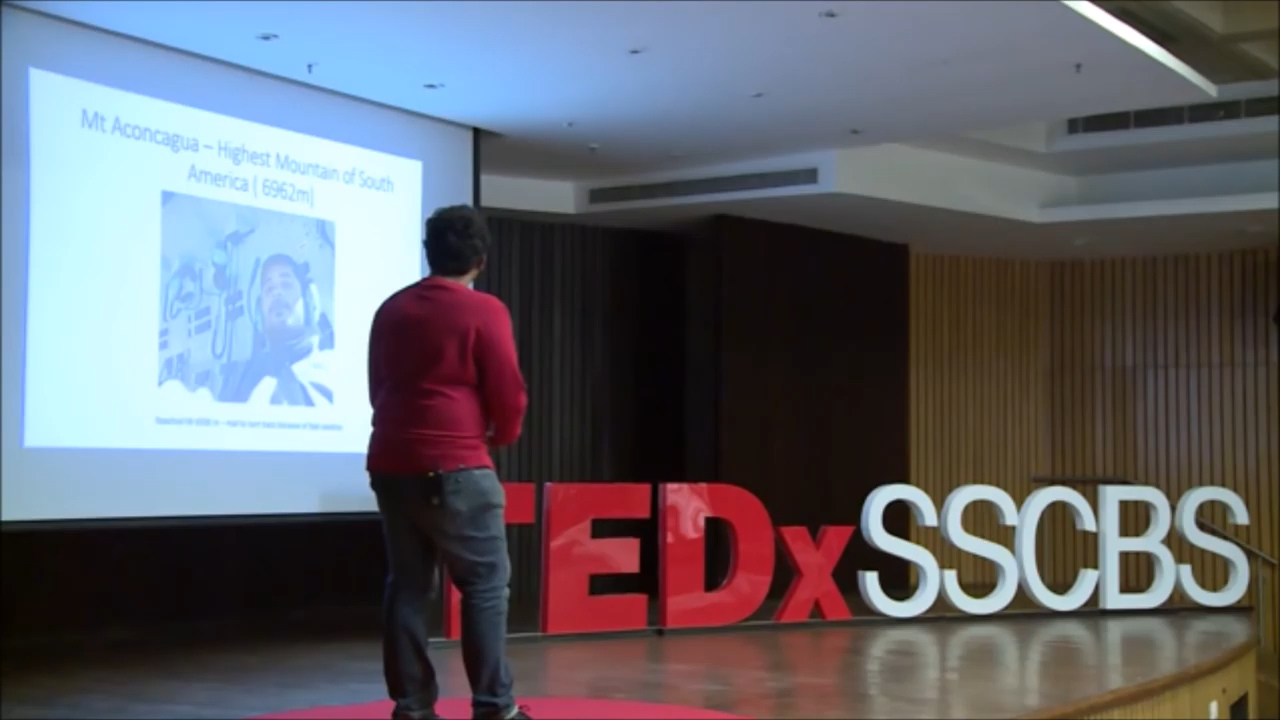 Mt Aconcagua – Highest Mountain of South
America ( 6962m)
TEDxSSCBS